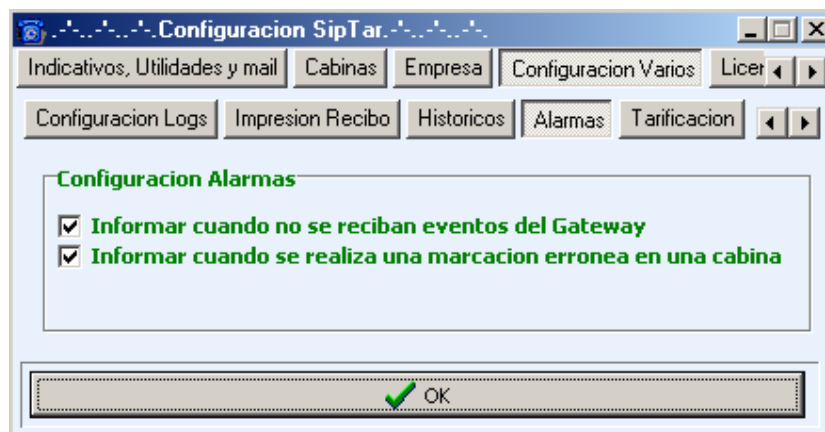 .-'-..-'-..-'-.Configuracion SipTar.-'-..-'-..-'-.
Indicativos, Utilidades y mail Cabinas Empresa Configuracion Varios Licer
Configuracion Logs Impresion Recibo Historicos Alarmas Tarificacion
Configuracion Alarmas
Informar cuando no se reciban eventos del Gateway
Informar cuando se realiza una marcacion erronea en una cabina
OK